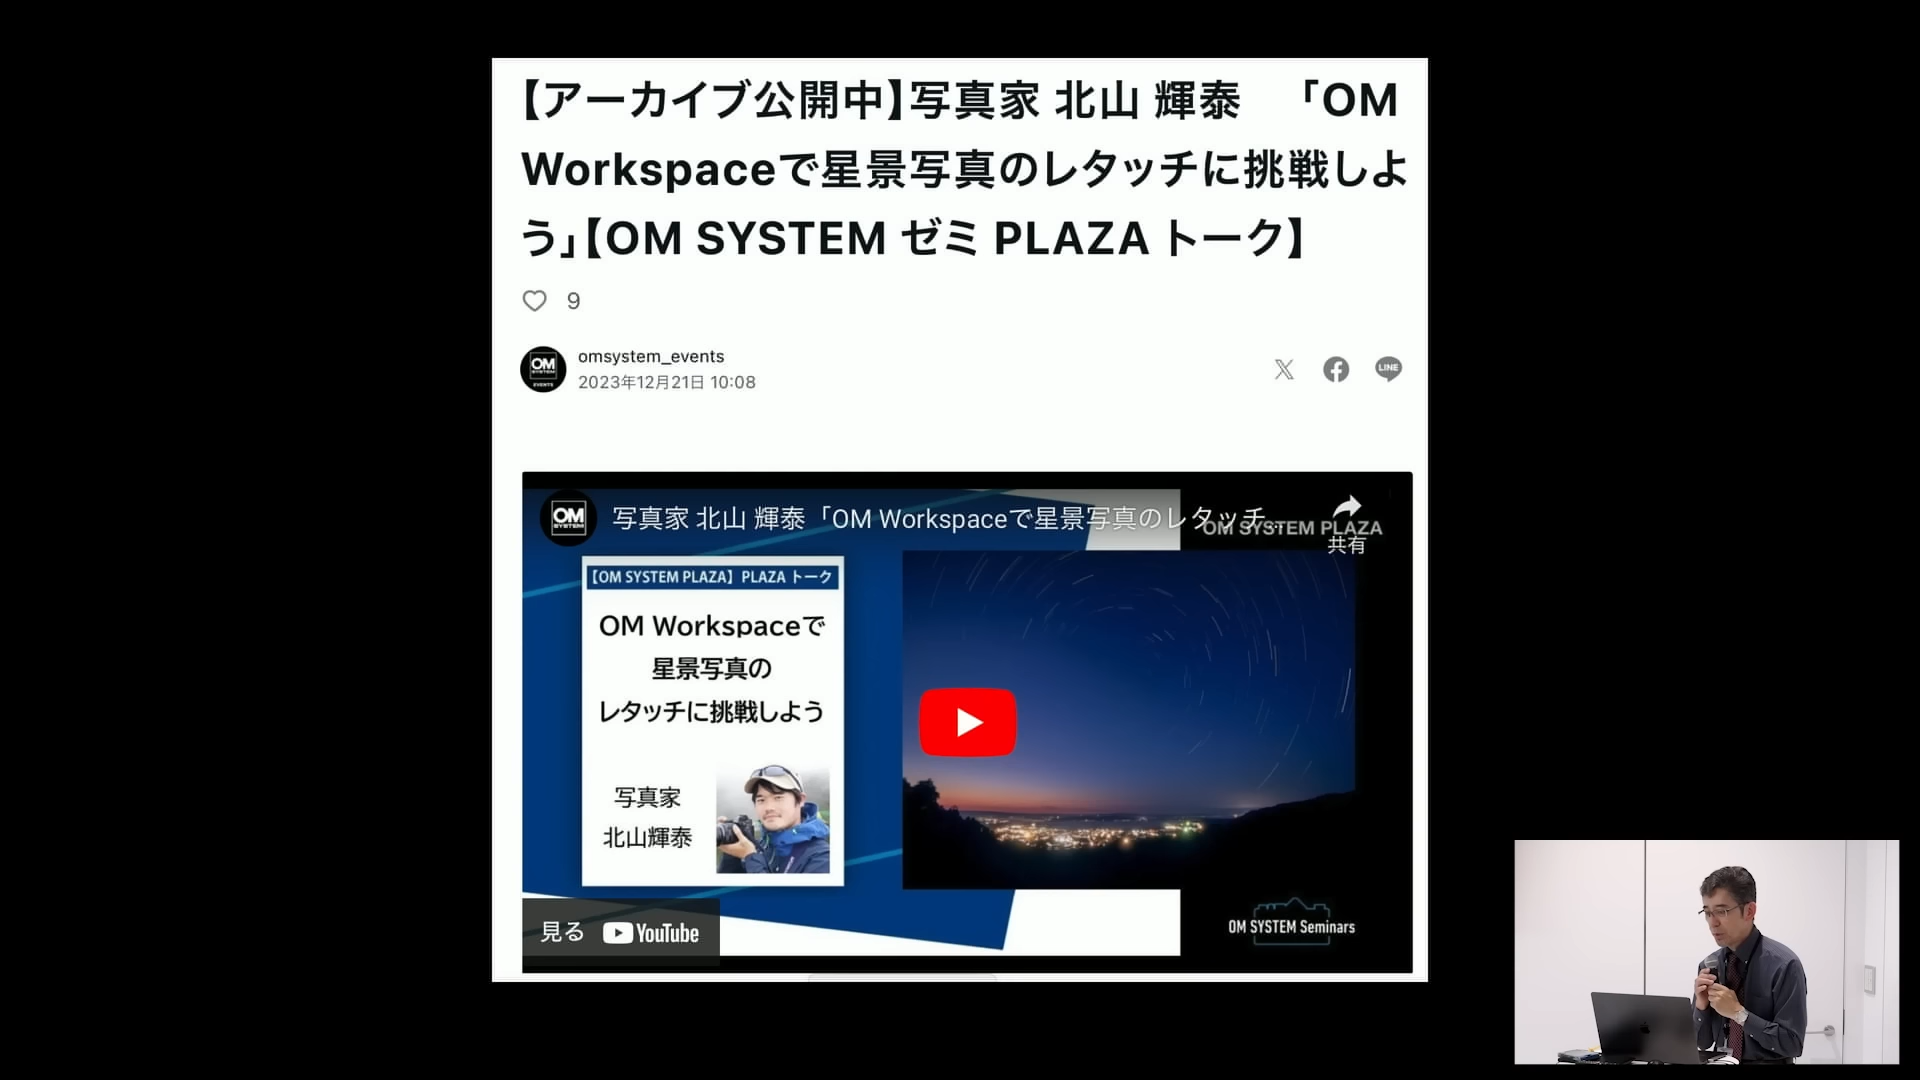 【アーカイブ公開中】写真家 北山 輝泰　「OM
Workspaceで星景写真のレタッチに挑戦しよ
う」【OM SYSTEM ゼミ PLAZA トーク】
9
OM SYSTEM EVENTS
omsystem_events
2023年12月21日 10:08
LINE
OM SYSTEM
写真家 北山 輝泰「OM Workspaceで星景写真のレタッチ…
OM SYSTEM PLAZA
共有
【OM SYSTEM PLAZA】PLAZA トーク
OM Workspaceで
星景写真の
レタッチに挑戦しよう
写真家
北山輝泰
見る YouTube
OM SYSTEM Seminars